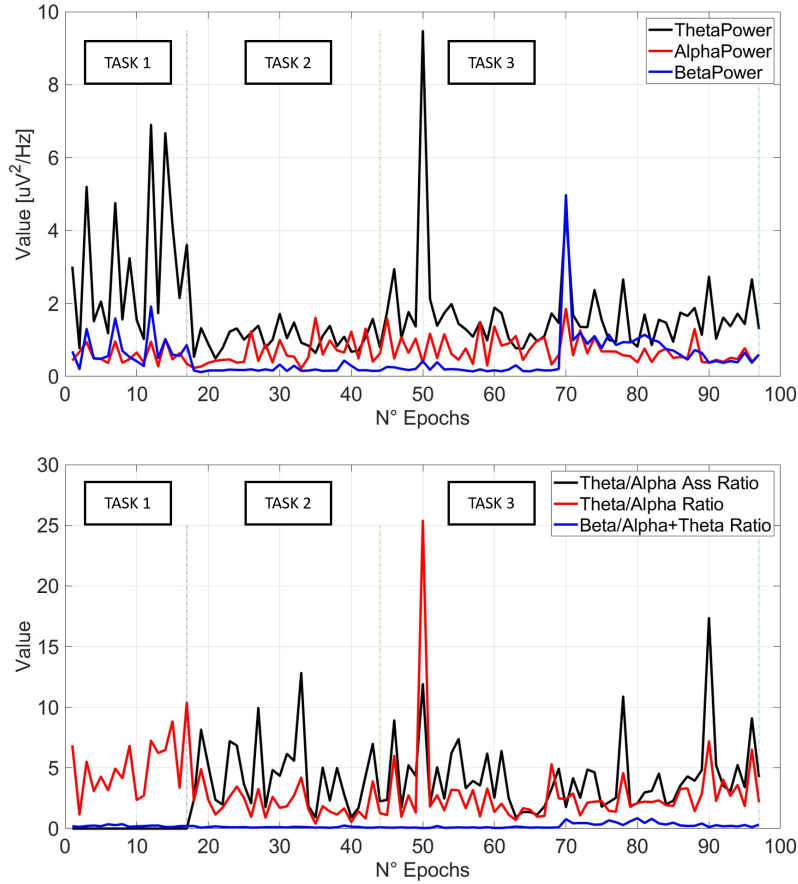 10
8
6
4
2
0
Value [uV²/Hz]
TASK 1
TASK 2
TASK 3
ThetaPower
AlphaPower
BetaPower
0 10 20 30 40 50 60 70 80 90 100
N° Epochs
30
25
20
15
10
5
0
Value
TASK 1
TASK 2
TASK 3
Theta/Alpha Ass Ratio
Theta/Alpha Ratio
Beta/Alpha+Theta Ratio
0 10 20 30 40 50 60 70 80 90 100
N° Epochs